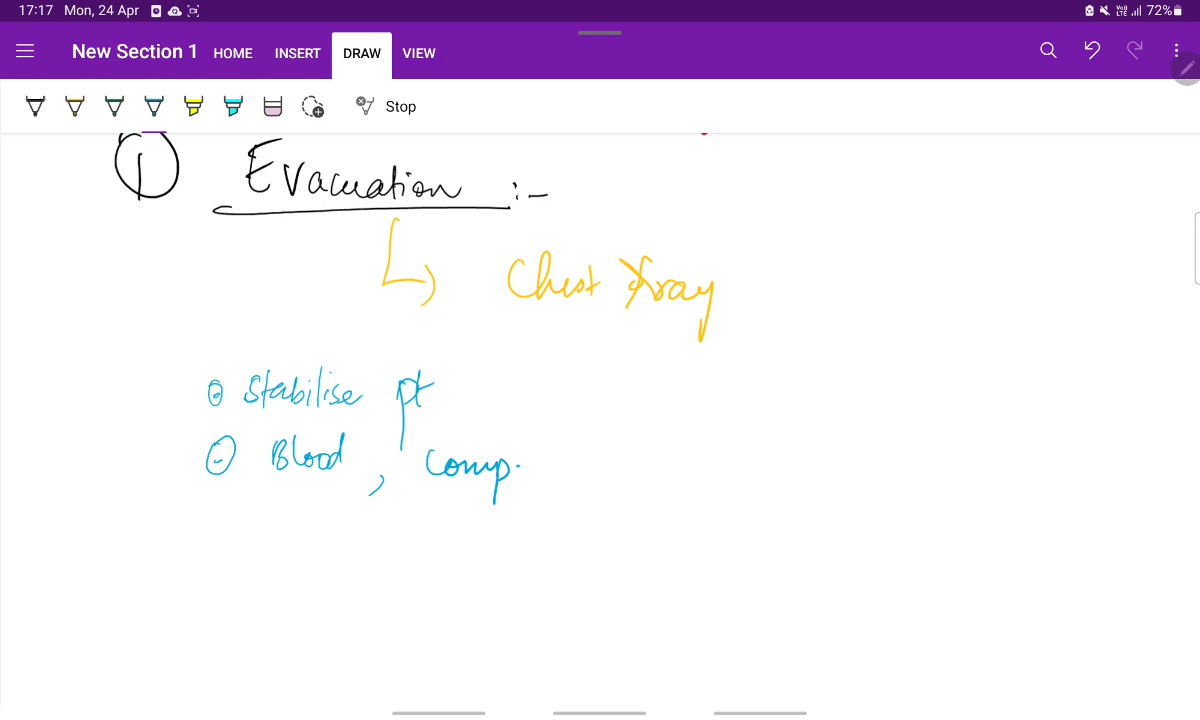 17:17 Mon, 24 Apr 72%
New Section 1 HOME INSERT DRAW VIEW
Stop
① Evacuation :-
Chest Xray
Stabilise pt
Blood, comp.